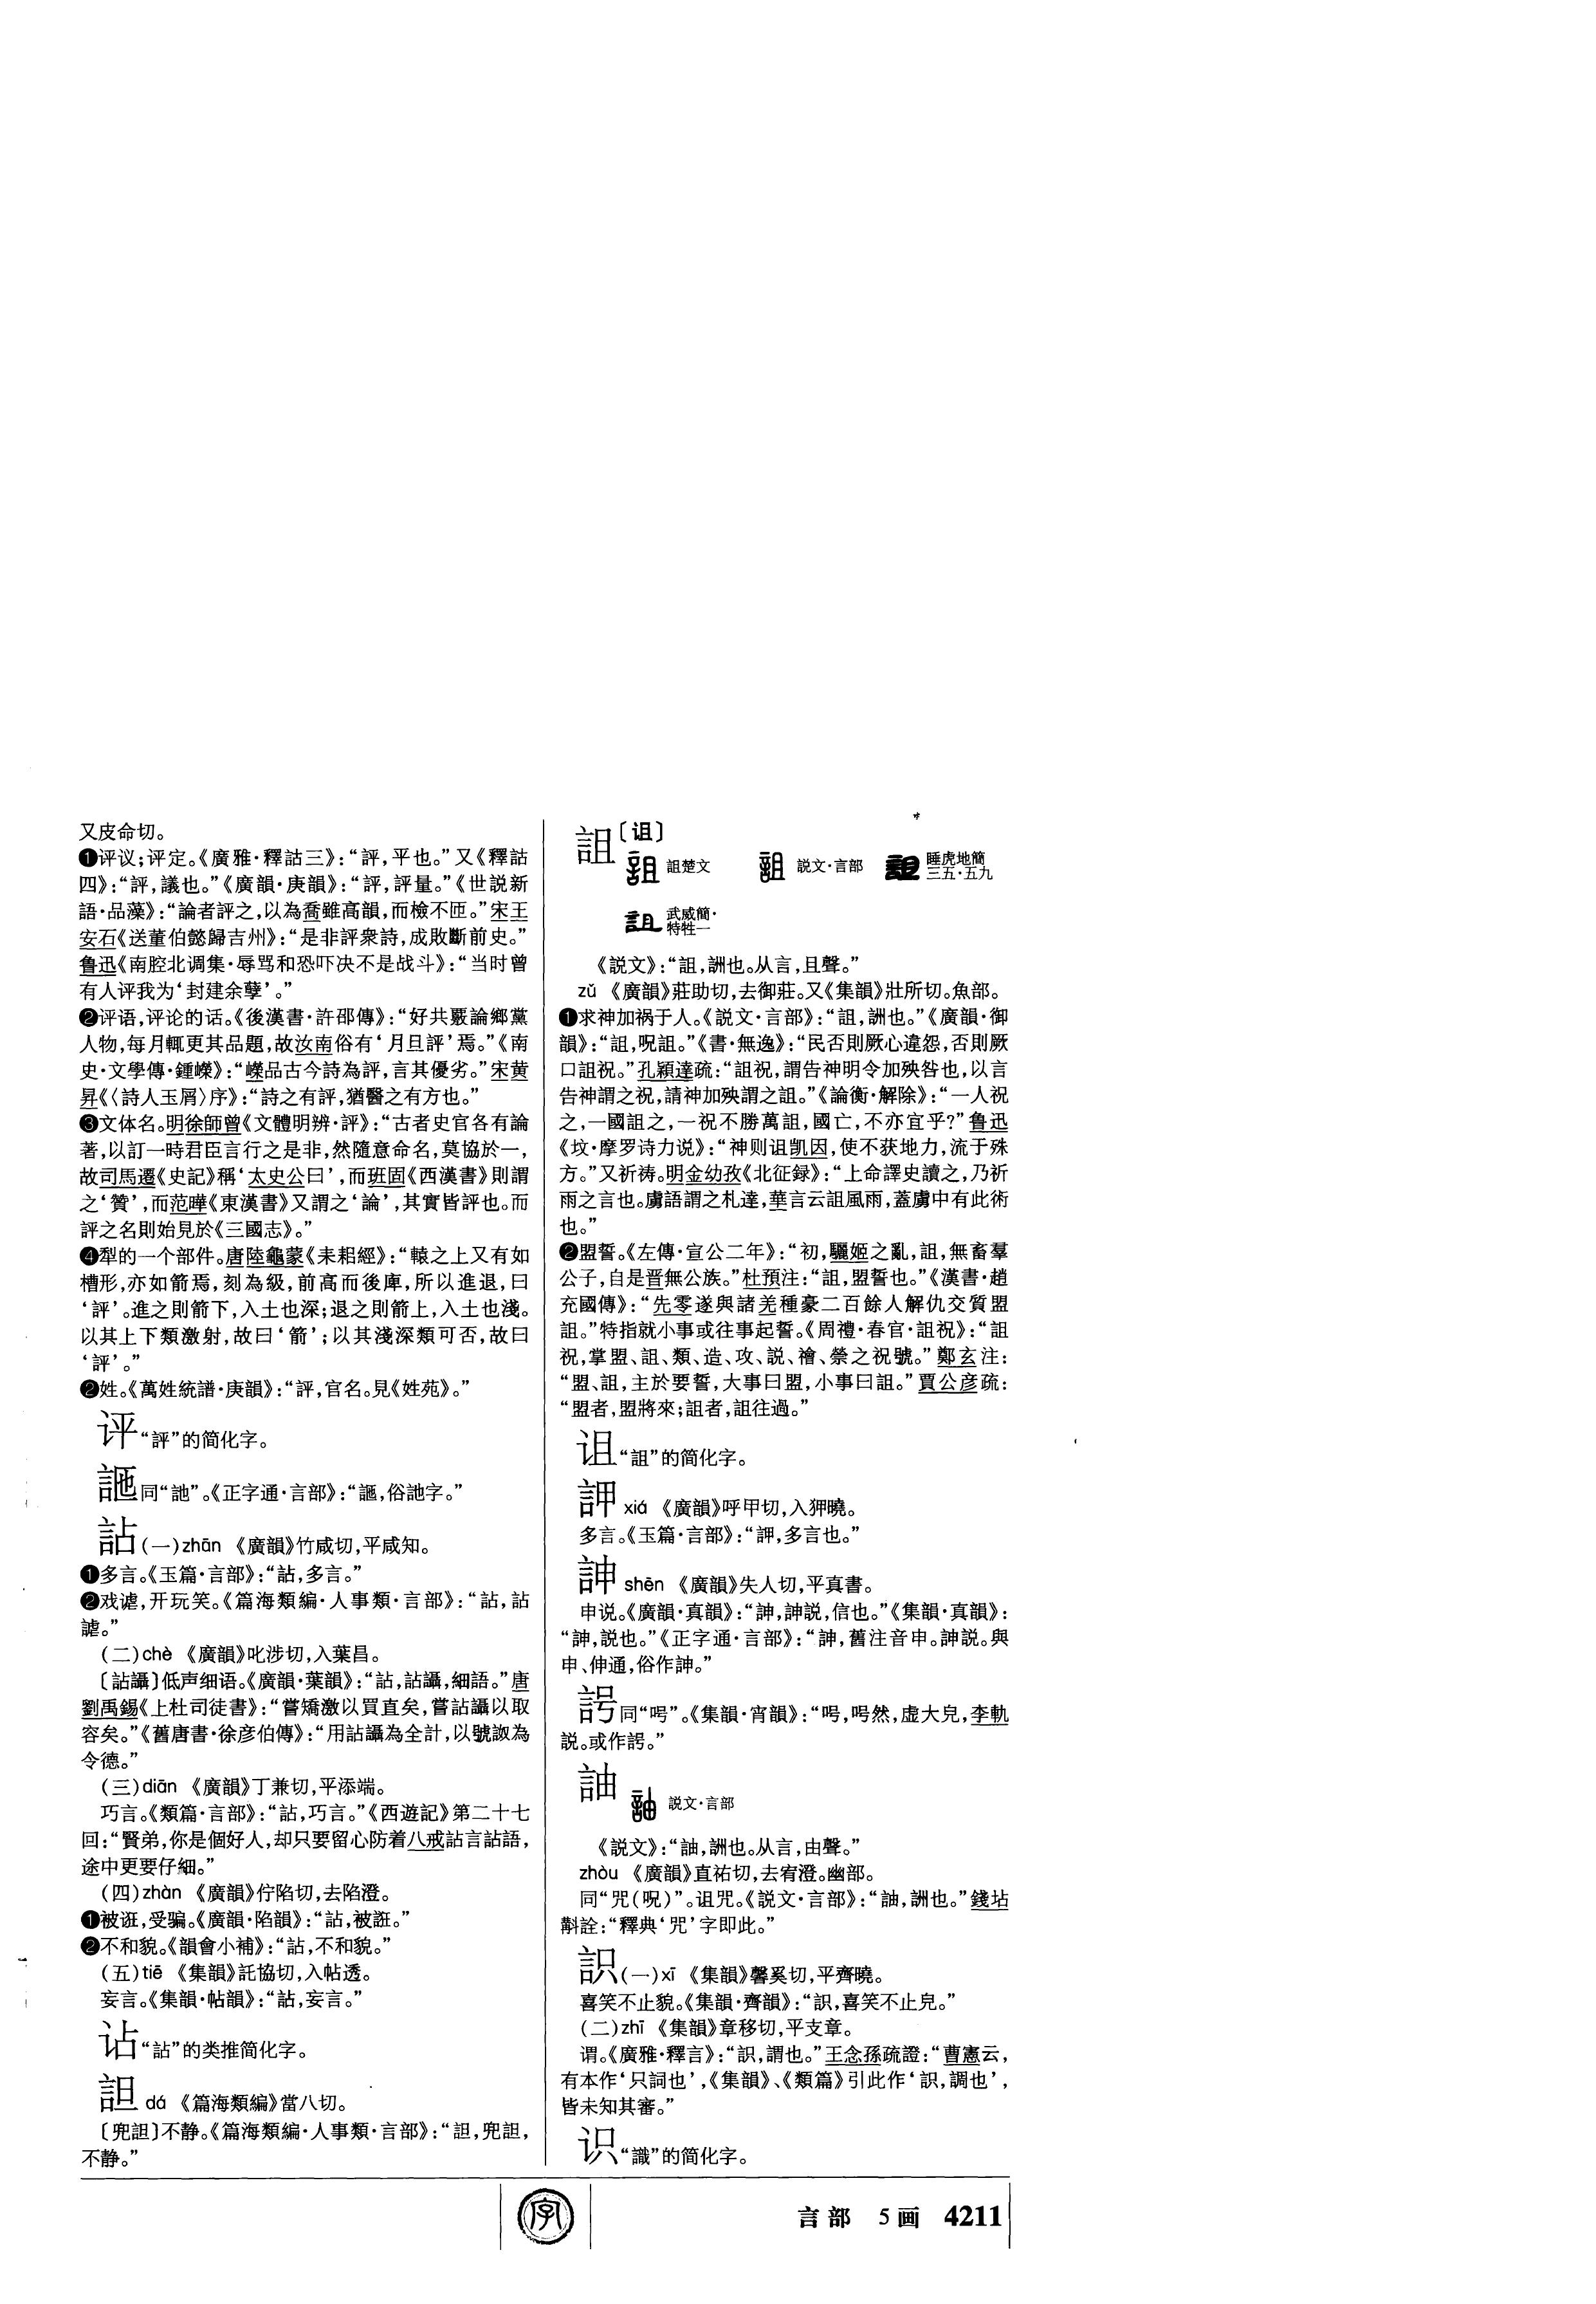 又皮命切。
❶评议;评定。《廣雅·釋詁三》:“評,平也。”又《釋詁
四》:“評,議也。”《廣韻·庚韻》:“評,評量。”《世説新
語·品藻》:“論者評之,以為喬雖高韻,而檢不匝。”宋王
安石《送董伯懿歸吉州》:“是非評衆詩,成敗斷前史。”
鲁迅《南腔北调集·辱骂和恐吓决不是战斗》:“当时曾
有人评我为‘封建余孽’。”
❷评语,评论的话。《後漢書·許邵傳》:“好共覈論鄉黨
人物,每月輒更其品題,故汝南俗有‘月旦評’焉。”《南
史·文學傳·鍾嶸》:“嶸品古今詩為評,言其優劣。”宋黄
昇《〈詩人玉屑〉序》:“詩之有評,猶醫之有方也。”
❸文体名。明徐師曾《文體明辨·評》:“古者史官各有論
著,以訂一時君臣言行之是非,然隨意命名,莫協於一,
故司馬遷《史記》稱‘太史公曰’,而班固《西漢書》則謂
之‘贊’,而范曄《東漢書》又謂之‘論’,其實皆評也。而
評之名則始見於《三國志》。”
❹犁的一个部件。唐陸龜蒙《耒耜經》:“轅之上又有如
槽形,亦如箭焉,刻為級,前高而後庳,所以進退,曰
‘評’。進之則箭下,入土也深;退之則箭上,入土也淺。
以其上下類激射,故曰‘箭’;以其淺深類可否,故曰
‘評’。”
❷姓。《萬姓統譜·庚韻》:“評,官名。見《姓苑》。”
评“評”的简化字。
䛄同“訑”。《正字通·言部》:“䛄,俗訑字。”
詀(一)zhān 《廣韻》竹咸切,平咸知。
❶多言。《玉篇·言部》:“詀,多言。”
❷戏谑,开玩笑。《篇海類編·人事類·言部》:“詀,詀
謔。”
(二)chè 《廣韻》叱涉切,入葉昌。
〔詀讘〕低声细语。《廣韻·葉韻》:“詀,詀讘,細語。”唐
劉禹錫《上杜司徒書》:“嘗矯激以買直矣,嘗詀讘以取
容矣。”《舊唐書·徐彦伯傳》:“用詀讘為全計,以號詉為
令德。”
(三)diān 《廣韻》丁兼切,平添端。
巧言。《類篇·言部》:“詀,巧言。”《西遊記》第二十七
回:“賢弟,你是個好人,却只要留心防着八戒詀言詀語,
途中更要仔細。”
(四)zhàn 《廣韻》佇陷切,去陷澄。
❶被诳,受骗。《廣韻·陷韻》:“詀,被誑。”
❷不和貌。《韻會小補》:“詀,不和貌。”
(五)tiē 《集韻》託協切,入帖透。
妄言。《集韻·帖韻》:“詀,妄言。”
讠占“詀”的类推简化字。
詚 dá 《篇海類編》當八切。
〔兜詚〕不静。《篇海類編·人事類·言部》:“詚,兜詚,
不静。”
詛〔诅〕
詛 詛楚文 詛 説文·言部 詛 睡虎地簡三五·五九
詛 武威簡·特牲一
《説文》:“詛,詶也。从言,且聲。”
zǔ 《廣韻》莊助切,去御莊。又《集韻》壯所切。魚部。
❶求神加祸于人。《説文·言部》:“詛,詶也。”《廣韻·御
韻》:“詛,呪詛。”《書·無逸》:“民否則厥心違怨,否則厥
口詛祝。”孔穎達疏:“詛祝,謂告神明令加殃咎也,以言
告神謂之祝,請神加殃謂之詛。”《論衡·解除》:“一人祝
之,一國詛之,一祝不勝萬詛,國亡,不亦宜乎?”鲁迅
《坟·摩罗诗力说》:“神则诅凯因,使不获地力,流于殊
方。”又祈祷。明金幼孜《北征録》:“上命譯史讀之,乃祈
雨之言也。虜語謂之札達,華言云詛風雨,蓋虜中有此術
也。”
❷盟誓。《左傳·宣公二年》:“初,驪姬之亂,詛,無畜羣
公子,自是晋無公族。”杜預注:“詛,盟誓也。”《漢書·趙
充國傳》:“先零遂與諸羌種豪二百餘人解仇交質盟
詛。”特指就小事或往事起誓。《周禮·春官·詛祝》:“詛
祝,掌盟、詛、類、造、攻、説、禬、禜之祝號。”鄭玄注:
“盟、詛,主於要誓,大事曰盟,小事曰詛。”賈公彦疏:
“盟者,盟將來;詛者,詛往過。”
诅“詛”的简化字。
𧦿 xiá 《廣韻》呼甲切,入狎曉。
多言。《玉篇·言部》:“𧦿,多言也。”
訷 shēn 《廣韻》失人切,平真書。
申说。《廣韻·真韻》:“訷,訷説,信也。”《集韻·真韻》:
“訷,説也。”《正字通·言部》:“訷,舊注音申。訷説。與
申、伸通,俗作訷。”
䚽同“呺”。《集韻·宵韻》:“呺,呺然,虚大皃,李軌
説。或作䚽。”
詋
詋 説文·言部
《説文》:“詋,詶也。从言,由聲。”
zhòu 《廣韻》直祐切,去宥澄。幽部。
同“咒(呪)”。诅咒。《説文·言部》:“詋,詶也。”錢坫
斠詮:“釋典‘咒’字即此。”
䛊(一)xī 《集韻》馨奚切,平齊曉。
喜笑不止貌。《集韻·齊韻》:“䛊,喜笑不止皃。”
(二)zhī 《集韻》章移切,平支章。
谓。《廣雅·釋言》:“䛊,謂也。”王念孫疏證:“曹憲云,
有本作‘只詞也’,《集韻》、《類篇》引此作‘䛊,調也’,
皆未知其審。”
识“識”的简化字。
字
言部 5画 4211